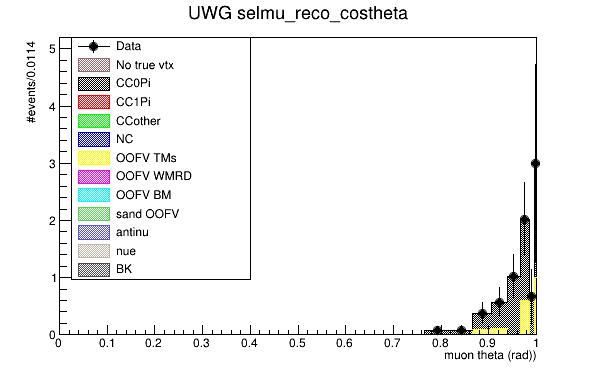 UWG selmu_reco_costheta
#events/0.0114
5
4
3
2
1
0
Data
No true vtx
CC0Pi
CC1Pi
CCother
NC
OOFV TMs
OOFV WMRD
OOFV BM
sand OOFV
antinu
nue
BK
0 0.1 0.2 0.3 0.4 0.5 0.6 0.7 0.8 0.9 1
muon theta (rad))